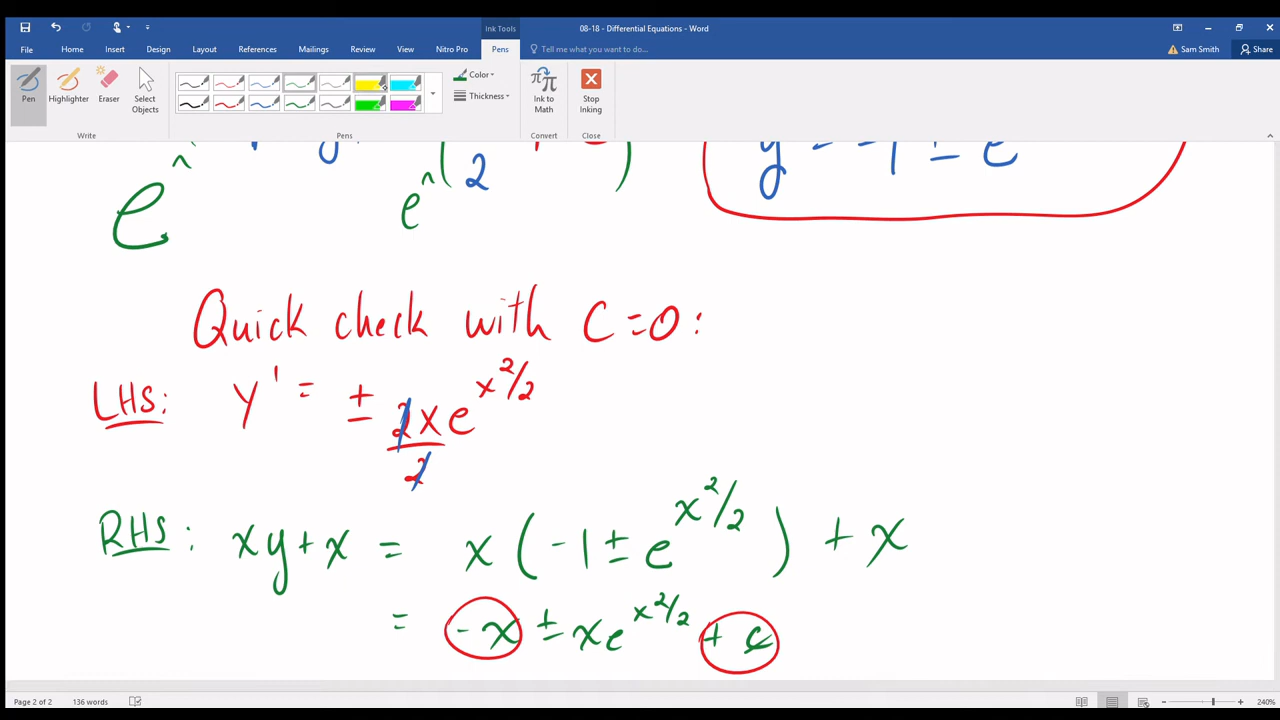 Ink Tools
08-18 - Differential Equations - Word
File Home Insert Design Layout References Mailings Review View Nitro Pro Pens Tell me what you want to do... Sam Smith Share
Pen Highlighter Eraser Select Objects
Color
Thickness
Ink to Math
Stop Inking
Write Pens Convert Close
e^
e^( 2 )
y = -1 ± e
Quick check with C=0:
LHS: y' = ± 2xe^x²/2
2
RHS: xy+x = x(-1±e^x²/2) + x
= -x ± xe^x²/2 +
Page 2 of 2 136 words 240%